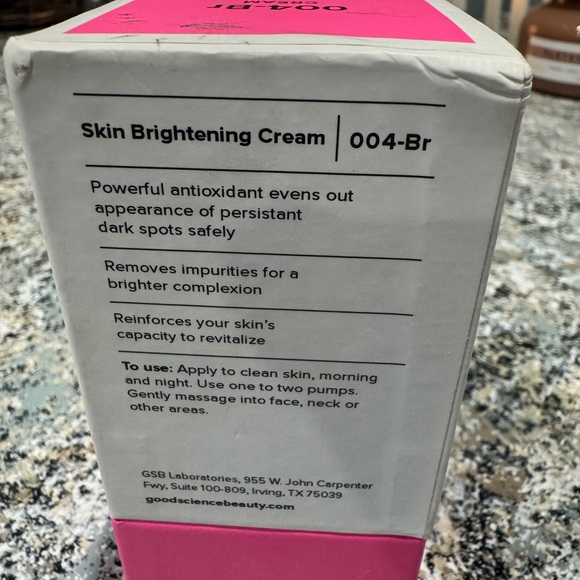 004-Br
CREAM
Skin Brightening Cream | 004-Br
Powerful antioxidant evens out
appearance of persistant
dark spots safely
Removes impurities for a
brighter complexion
Reinforces your skin's
capacity to revitalize
To use: Apply to clean skin, morning
and night. Use one to two pumps.
Gently massage into face, neck or
other areas.
GSB Laboratories, 955 W. John Carpenter
Fwy, Suite 100-809, Irving, TX 75039
goodsciencebeauty.com